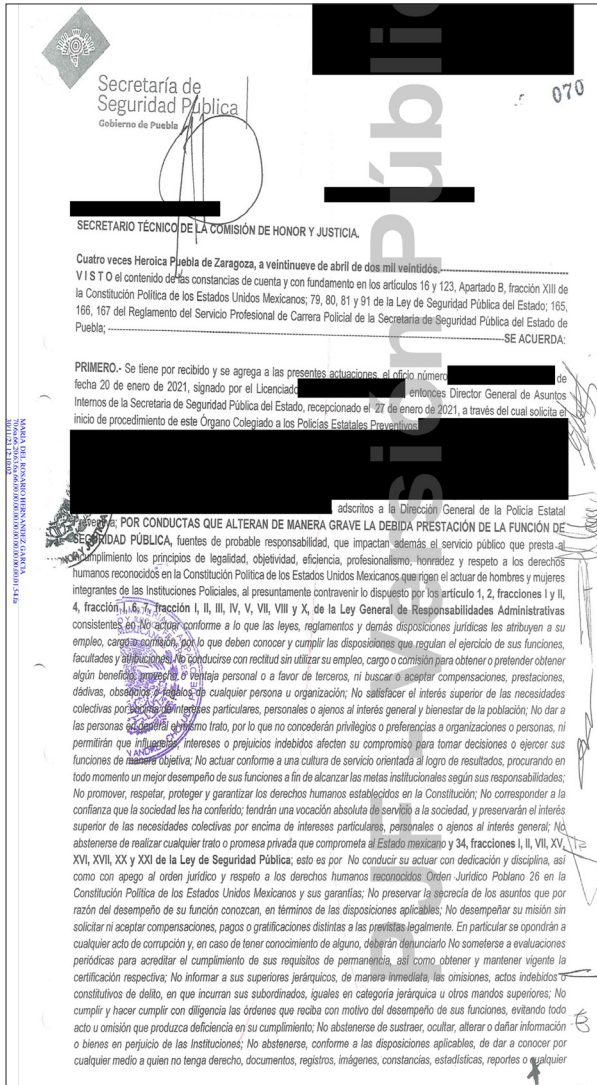 Secretaría de
Seguridad Pública
Gobierno de Puebla
070
SECRETARIO TÉCNICO DE LA COMISIÓN DE HONOR Y JUSTICIA.
Cuatro veces Heroica Puebla de Zaragoza, a veintinueve de abril de dos mil veintidós.
V I S T O el contenido de las constancias de cuenta y con fundamento en los artículos 16 y 123, Apartado B, fracción XIII de
la Constitución Política de los Estados Unidos Mexicanos; 79, 80, 81 y 91 de la Ley de Seguridad Pública del Estado; 165,
166, 167 del Reglamento del Servicio Profesional de Carrera Policial de la Secretaría de Seguridad Pública del Estado de
Puebla; ---SE ACUERDA:
PRIMERO.- Se tiene por recibido y se agrega a las presentes actuaciones, el oficio número de
fecha 20 de enero de 2021, signado por el Licenciado entonces Director General de Asuntos
Internos de la Secretaria de Seguridad Pública del Estado, recepcionado el 27 de enero de 2021, a través del cual solicita el
inicio de procedimiento de este Órgano Colegiado a los Policías Estatales Preventivos
adscritos a la Dirección General de la Policía Estatal
Preventiva; POR CONDUCTAS QUE ALTERAN DE MANERA GRAVE LA DEBIDA PRESTACIÓN DE LA FUNCIÓN DE
SEGURIDAD PÚBLICA, fuentes de probable responsabilidad, que impactan además el servicio público que presta al
incumplimiento los principios de legalidad, objetividad, eficiencia, profesionalismo, honradez y respeto a los derechos
humanos reconocidos en la Constitución Política de los Estados Unidos Mexicanos que rigen el actuar de hombres y mujeres
integrantes de las Instituciones Policiales, al presuntamente contravenir lo dispuesto por los artículo 1, 2, fracciones I y II,
4, fracción I, 6, 7, fracción I, II, III, IV, V, VII, VIII y X, de la Ley General de Responsabilidades Administrativas
consistentes en No actuar conforme a lo que las leyes, reglamentos y demás disposiciones jurídicas les atribuyen a su
empleo, cargo o comisión, por lo que deben conocer y cumplir las disposiciones que regulan el ejercicio de sus funciones,
facultades y atribuciones; No conducirse con rectitud sin utilizar su empleo, cargo o comisión para obtener o pretender obtener
algún beneficio, provecho o ventaja personal o a favor de terceros, ni buscar o aceptar compensaciones, prestaciones,
dádivas, obsequios o regalos de cualquier persona u organización; No satisfacer el interés superior de las necesidades
colectivas por encima de intereses particulares, personales o ajenos al interés general y bienestar de la población; No dar a
las personas en general el mismo trato, por lo que no concederán privilegios o preferencias a organizaciones o personas, ni
permitirán que influencias, intereses o prejuicios indebidos afecten su compromiso para tomar decisiones o ejercer sus
funciones de manera objetiva; No actuar conforme a una cultura de servicio orientada al logro de resultados, procurando en
todo momento un mejor desempeño de sus funciones a fin de alcanzar las metas institucionales según sus responsabilidades;
No promover, respetar, proteger y garantizar los derechos humanos establecidos en la Constitución; No corresponder a la
confianza que la sociedad les ha conferido; tendrán una vocación absoluta de servicio a la sociedad, y preservarán el interés
superior de las necesidades colectivas por encima de intereses particulares, personales o ajenos al interés general; No
abstenerse de realizar cualquier trato o promesa privada que comprometa al Estado mexicano y 34, fracciones I, II, VII, XV,
XVI, XVII, XX y XXI de la Ley de Seguridad Pública; esto es por No conducir su actuar con dedicación y disciplina, así
como con apego al orden jurídico y respeto a los derechos humanos reconocidos Orden Jurídico Poblano 26 en la
Constitución Política de los Estados Unidos Mexicanos y sus garantías; No preservar la secrecía de los asuntos que por
razón del desempeño de su función conozcan, en términos de las disposiciones aplicables; No desempeñar su misión sin
solicitar ni aceptar compensaciones, pagos o gratificaciones distintas a las previstas legalmente. En particular se opondrán a
cualquier acto de corrupción y, en caso de tener conocimiento de alguno, deberán denunciarlo No someterse a evaluaciones
periódicas para acreditar el cumplimiento de sus requisitos de permanencia, así como obtener y mantener vigente la
certificación respectiva; No informar a sus superiores jerárquicos, de manera inmediata, las omisiones, actos indebidos o
constitutivos de delito, en que incurran sus subordinados, iguales en categoría jerárquica u otros mandos superiores; No
cumplir y hacer cumplir con diligencia las órdenes que reciba con motivo del desempeño de sus funciones, evitando todo
acto u omisión que produzca deficiencia en su cumplimiento; No abstenerse de sustraer, ocultar, alterar o dañar información
o bienes en perjuicio de las Instituciones; No abstenerse, conforme a las disposiciones aplicables, de dar a conocer por
cualquier medio a quien no tenga derecho, documentos, registros, imágenes, constancias, estadísticas, reportes o cualquier
PJF - Versión Públic
MARIA DEL ROSARIO HERNANDEZ GARCIA